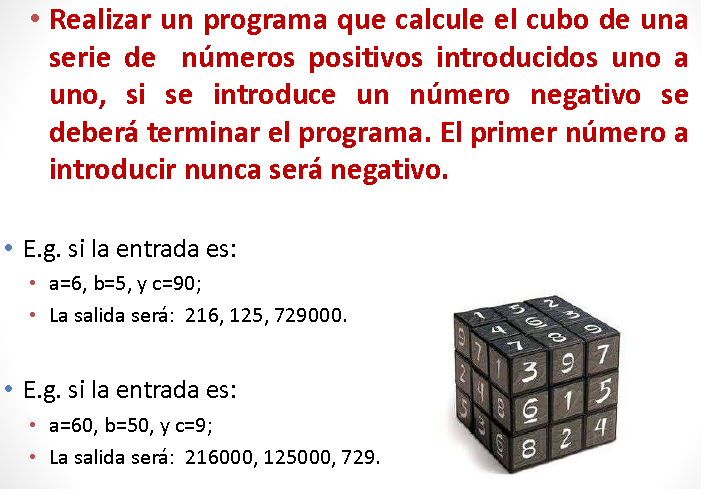 • Realizar un programa que calcule el cubo de una
serie de números positivos introducidos uno a
uno, si se introduce un número negativo se
deberá terminar el programa. El primer número a
introducir nunca será negativo.
• E.g. si la entrada es:
• a=6, b=5, y c=90;
• La salida será: 216, 125, 729000.
• E.g. si la entrada es:
• a=60, b=50, y c=9;
• La salida será: 216000, 125000, 729.
1 5 2
4 6 3
7 8 9
9 7 1
2 4 8
5 3 6
3 9 7
6 1 5
8 2 4